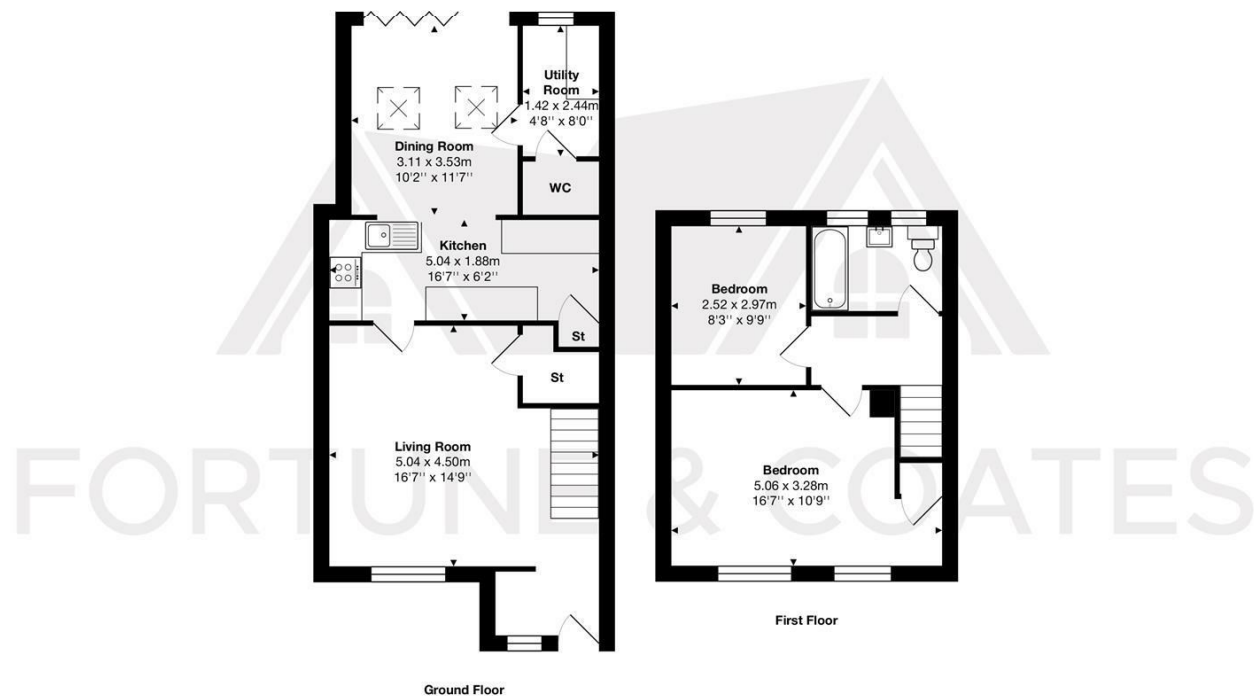 Utility
Room
1.42 x 2.44m
4'8'' x 8'0''
Dining Room
3.11 x 3.53m
10'2'' x 11'7''
WC
Kitchen
5.04 x 1.88m
16'7'' x 6'2''
St
St
Living Room
5.04 x 4.50m
16'7'' x 14'9''
Ground Floor
Bedroom
2.52 x 2.97m
8'3'' x 9'9''
Bedroom
5.06 x 3.28m
16'7'' x 10'9''
First Floor
FORTUNE & COATES